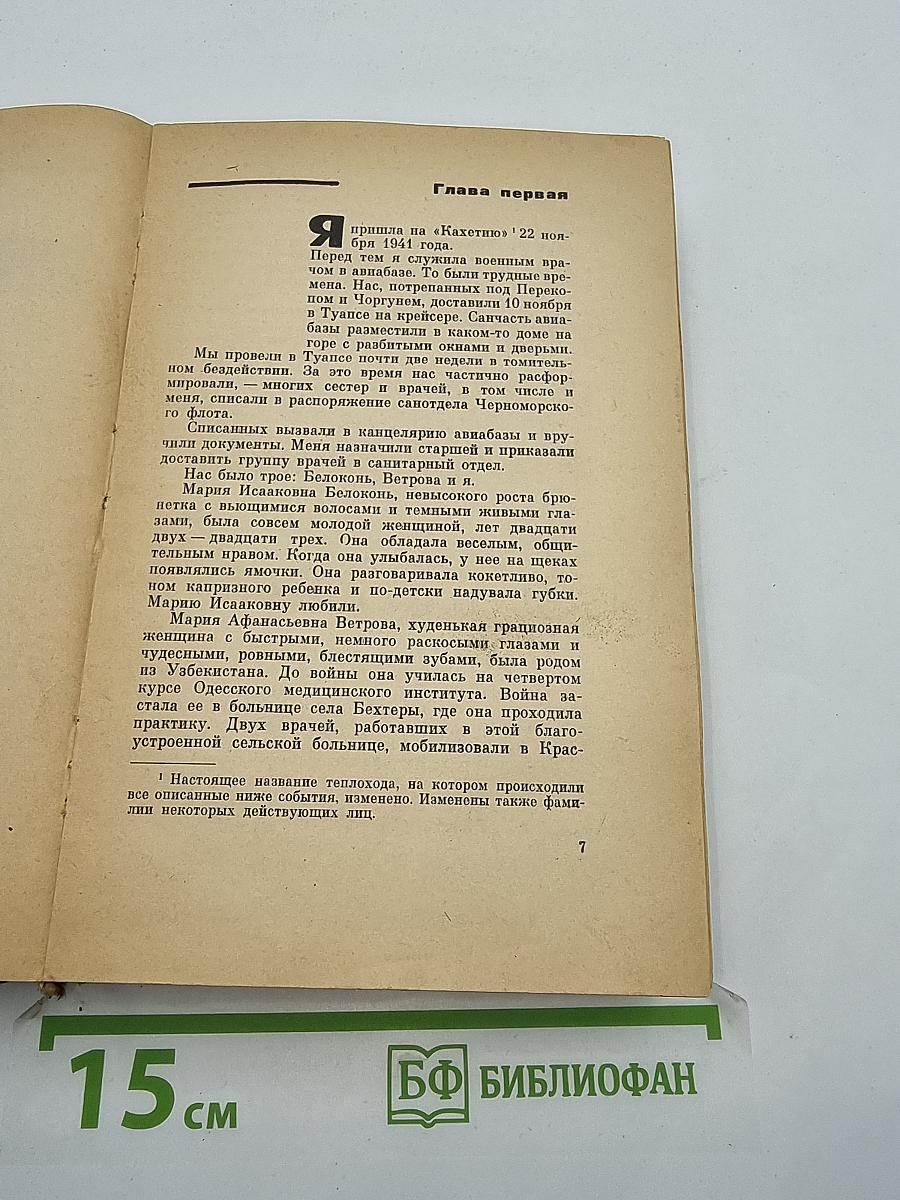 Глава первая
Я пришла на «Кахетию» ¹ 22 ноя-
бря 1941 года.
Перед тем я служила военным вра-
чом в авиабазе. То были трудные вре-
мена. Нас, потрепанных под Переко-
пом и Чоргунем, доставили 10 ноября
в Туапсе на крейсере. Санчасть авиа-
базы разместили в каком-то доме на
горе с разбитыми окнами и дверьми.
Мы провели в Туапсе почти две недели в томитель-
ном бездействии. За это время нас частично расфор-
мировали, — многих сестер и врачей, в том числе и
меня, списали в распоряжение санотдела Черноморско-
го флота.
Списанных вызвали в канцелярию авиабазы и вру-
чили документы. Меня назначили старшей и приказали
доставить группу врачей в санитарный отдел.
Нас было трое: Белоконь, Ветрова и я.
Мария Исааковна Белоконь, невысокого роста брю-
нетка с вьющимися волосами и темными живыми гла-
зами, была совсем молодой женщиной, лет двадцати
двух — двадцати трех. Она обладала веселым, общи-
тельным нравом. Когда она улыбалась, у нее на щеках
появлялись ямочки. Она разговаривала кокетливо, то-
ном капризного ребенка и по-детски надувала губки.
Марию Исааковну любили.
Мария Афанасьевна Ветрова, худенькая грациозная
женщина с быстрыми, немного раскосыми глазами и
чудесными, ровными, блестящими зубами, была родом
из Узбекистана. До войны она училась на четвертом
курсе Одесского медицинского института. Война за-
стала ее в больнице села Бехтеры, где она проходила
практику. Двух врачей, работавших в этой благо-
устроенной сельской больнице, мобилизовали в Крас-
¹ Настоящее название теплохода, на котором происходили
все описанные ниже события, изменено. Изменены также фами-
лии некоторых действующих лиц.
7
15 см
БФ БИБЛИОФАН